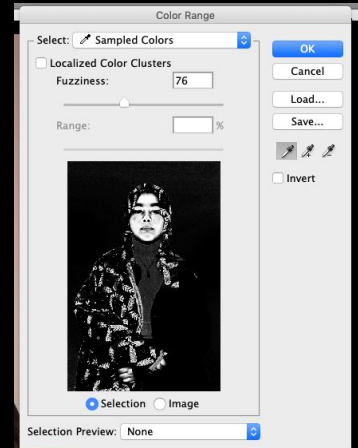 Color Range
Select: Sampled Colors
OK
Localized Color Clusters
Cancel
Fuzziness: 76
Load...
Range: %
Save...
Invert
Selection Image
Selection Preview: None